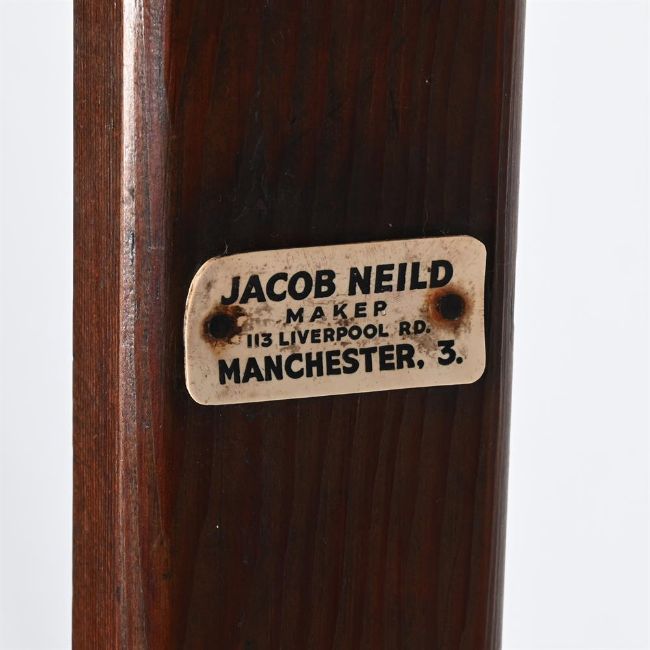 JACOB NEILD
MAKER
113 LIVERPOOL RD.
MANCHESTER, 3.